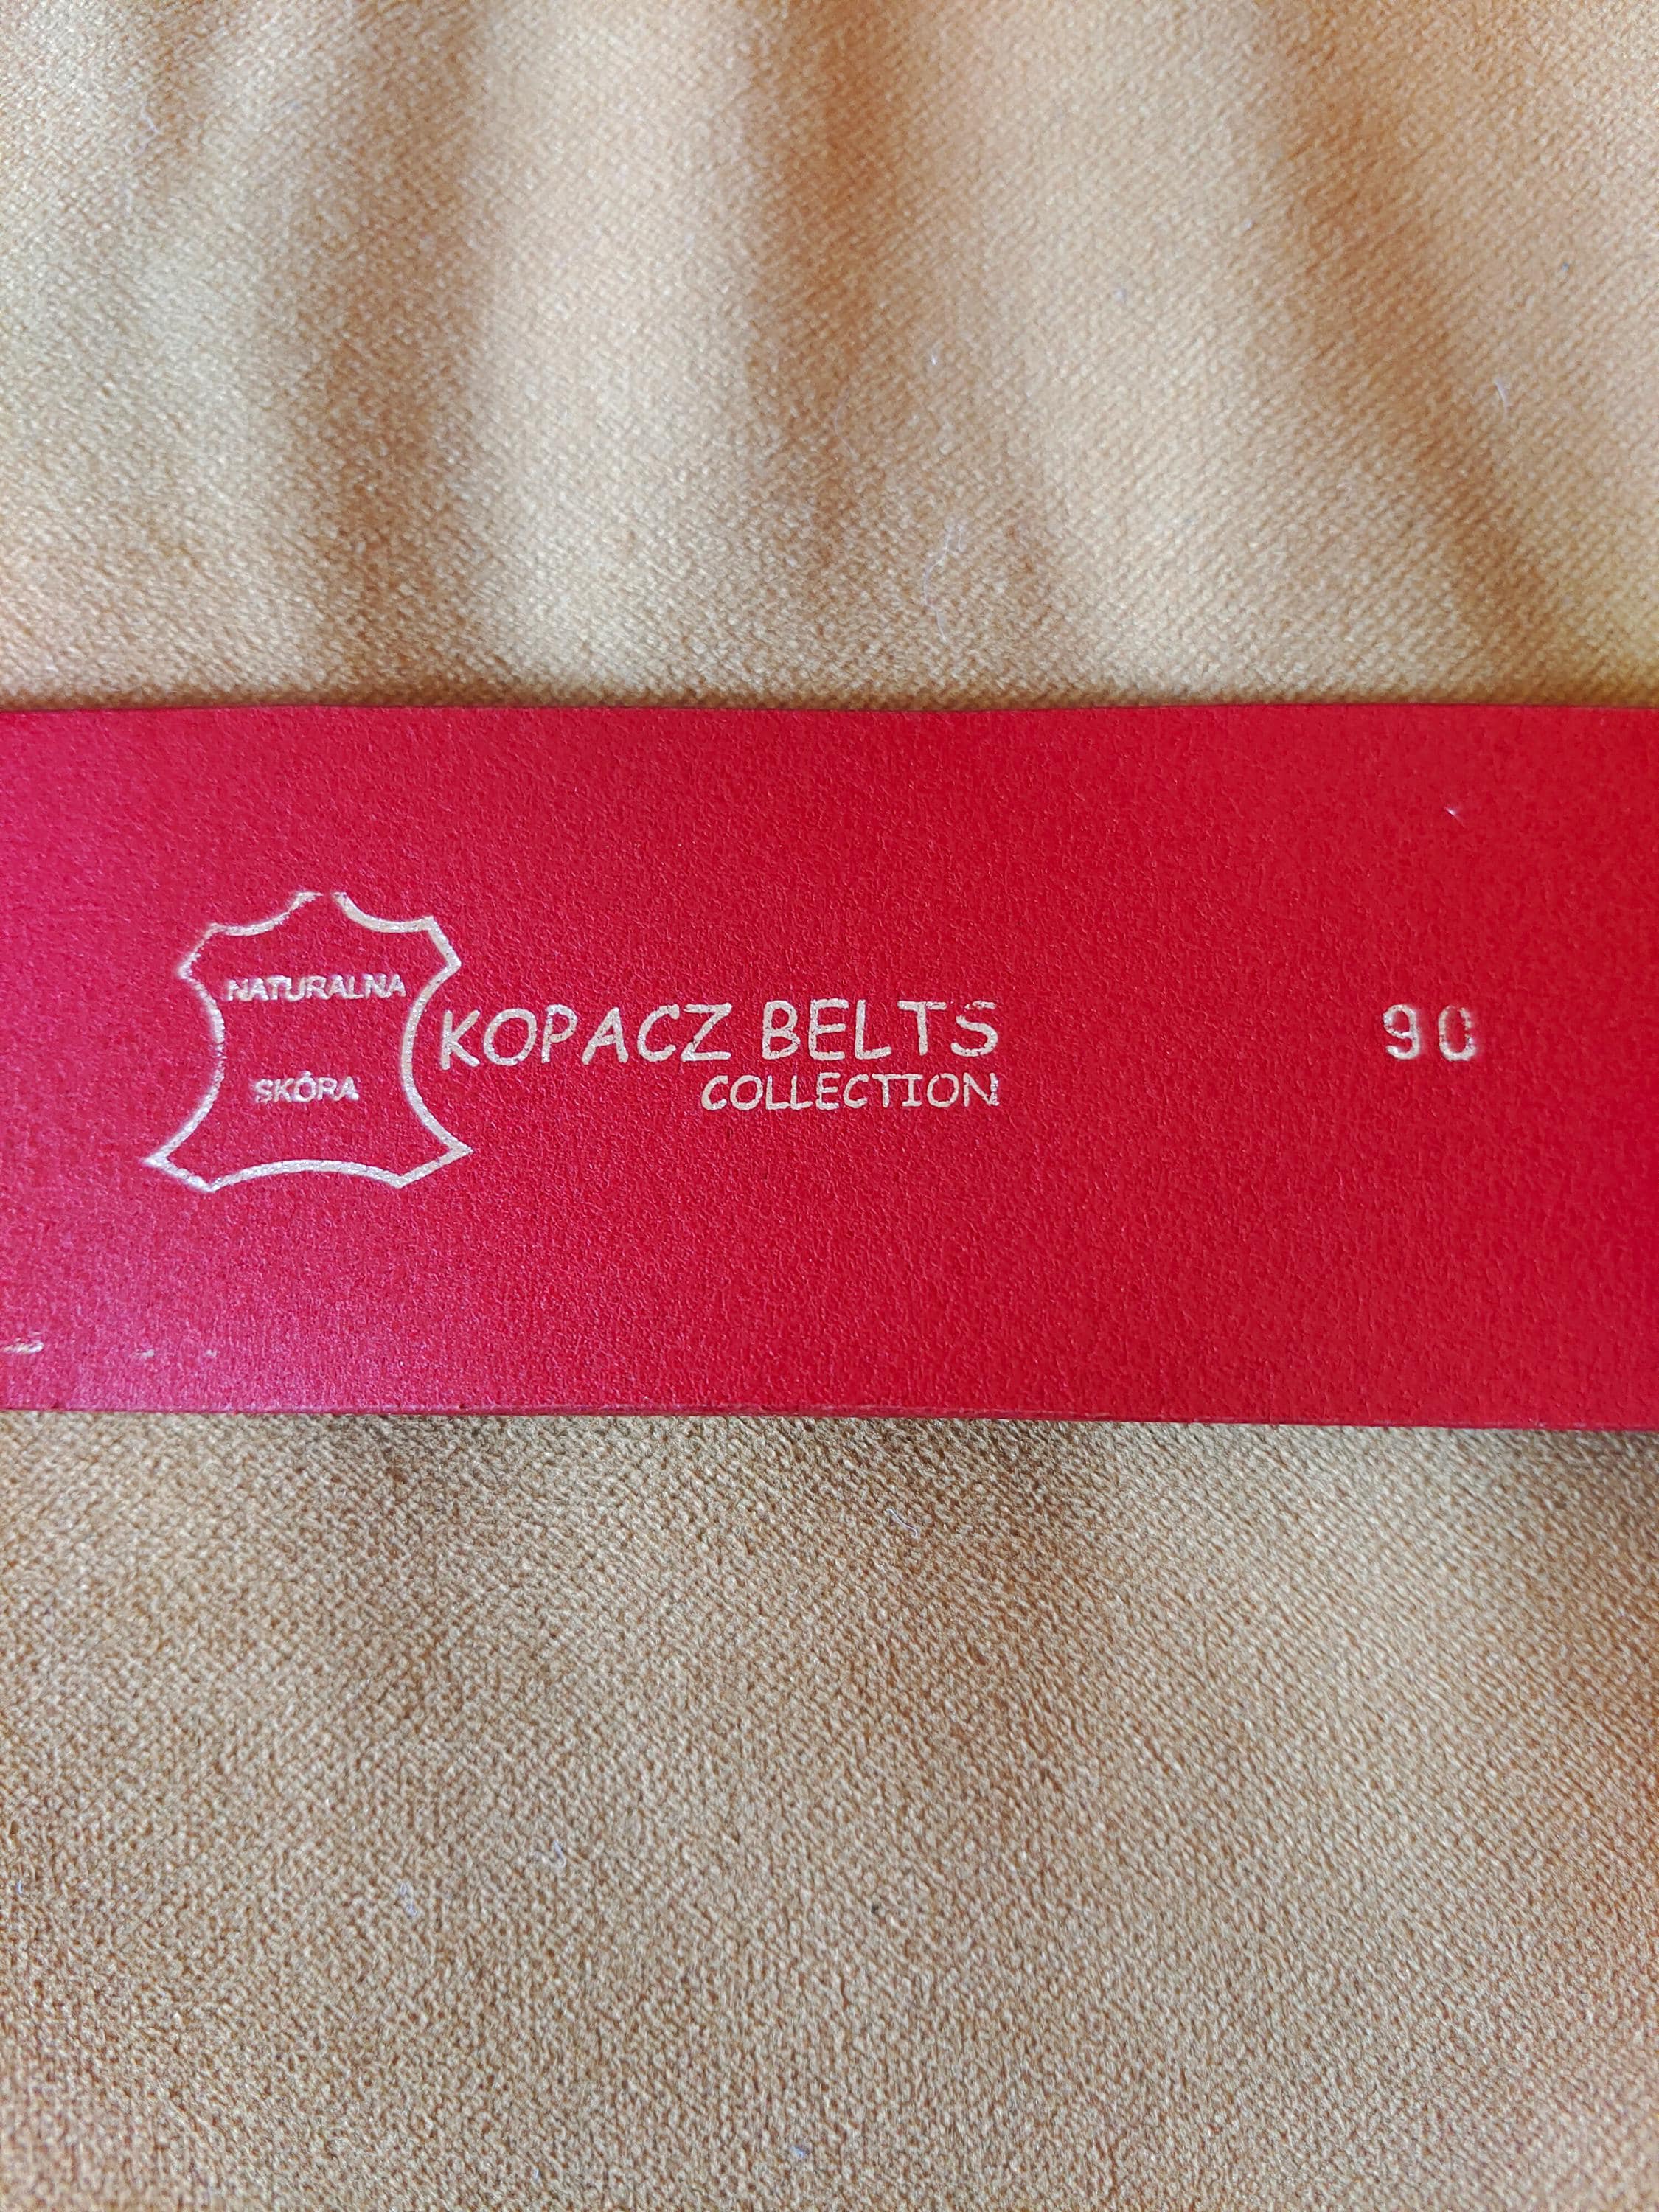 NATURALNA
SKÓRA
KOPACZ BELTS
COLLECTION
90